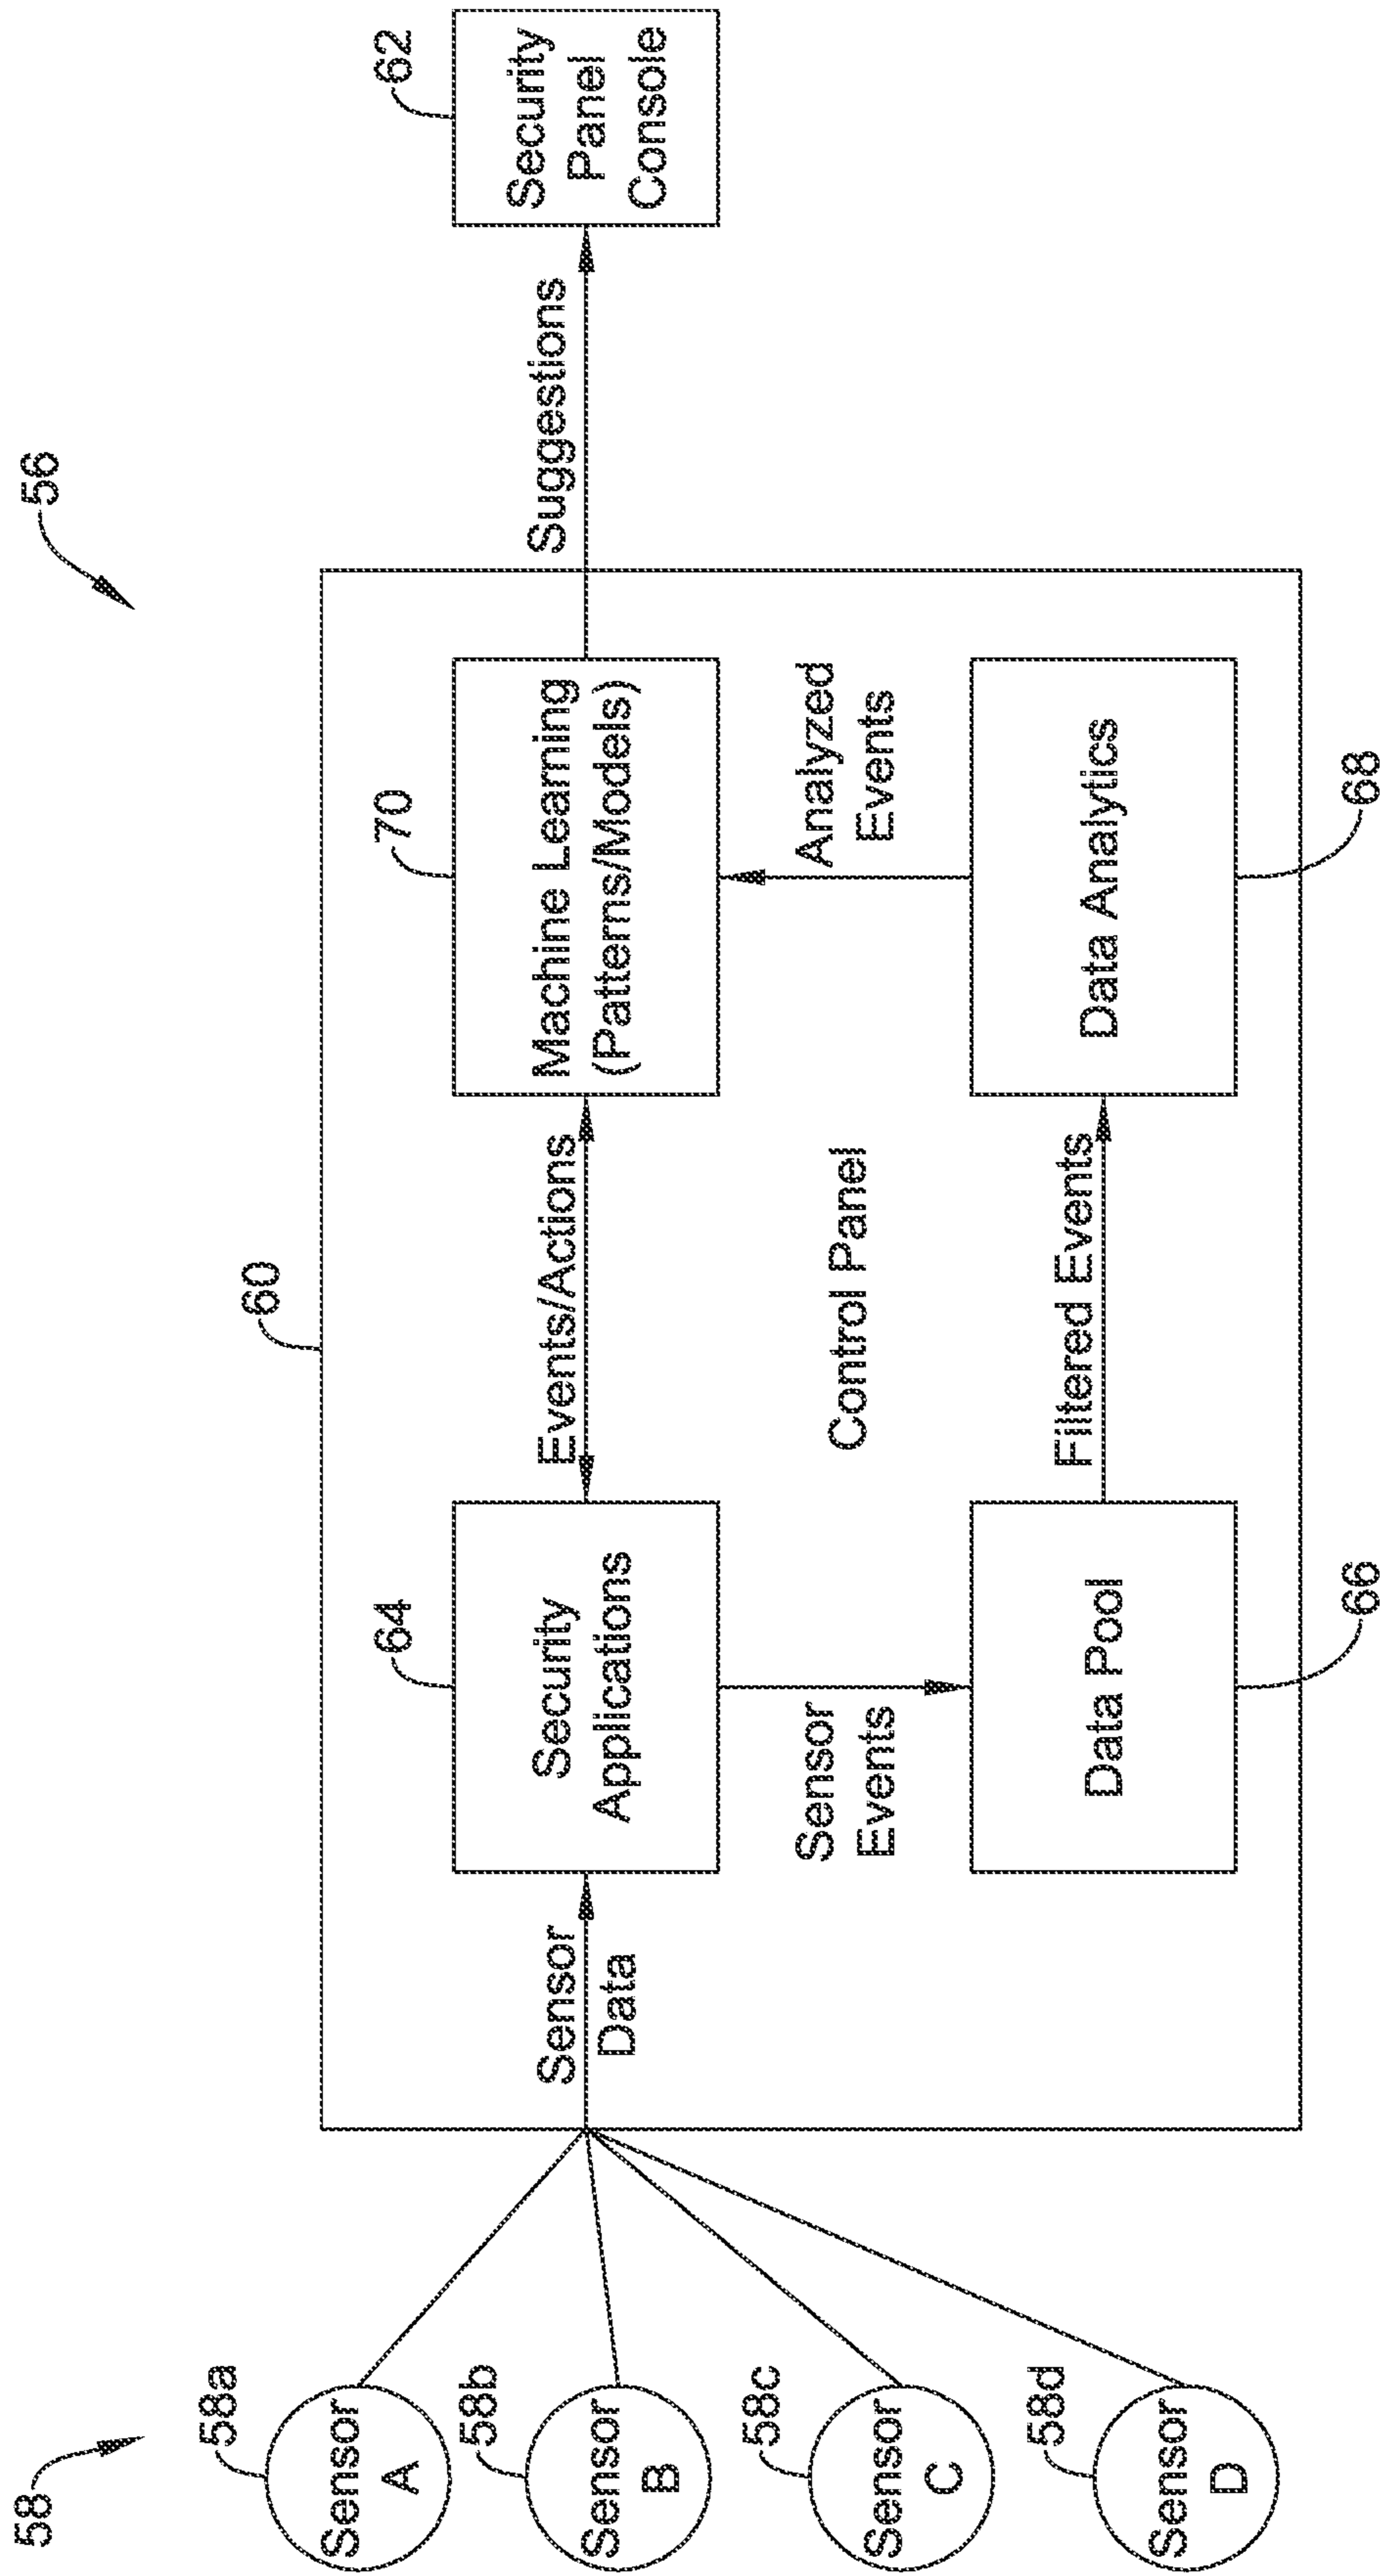 56
58
58a
Sensor
A
58b
Sensor
B
58c
Sensor
C
58d
Sensor
D
60
Sensor
Data
64
Security
Applications
Events/Actions
70
Machine Learning
(Patterns/Models)
Suggestions
62
Security
Panel
Console
Sensor
Events
Control Panel
Analyzed
Events
Data Pool
66
Filtered Events
Data Analytics
68